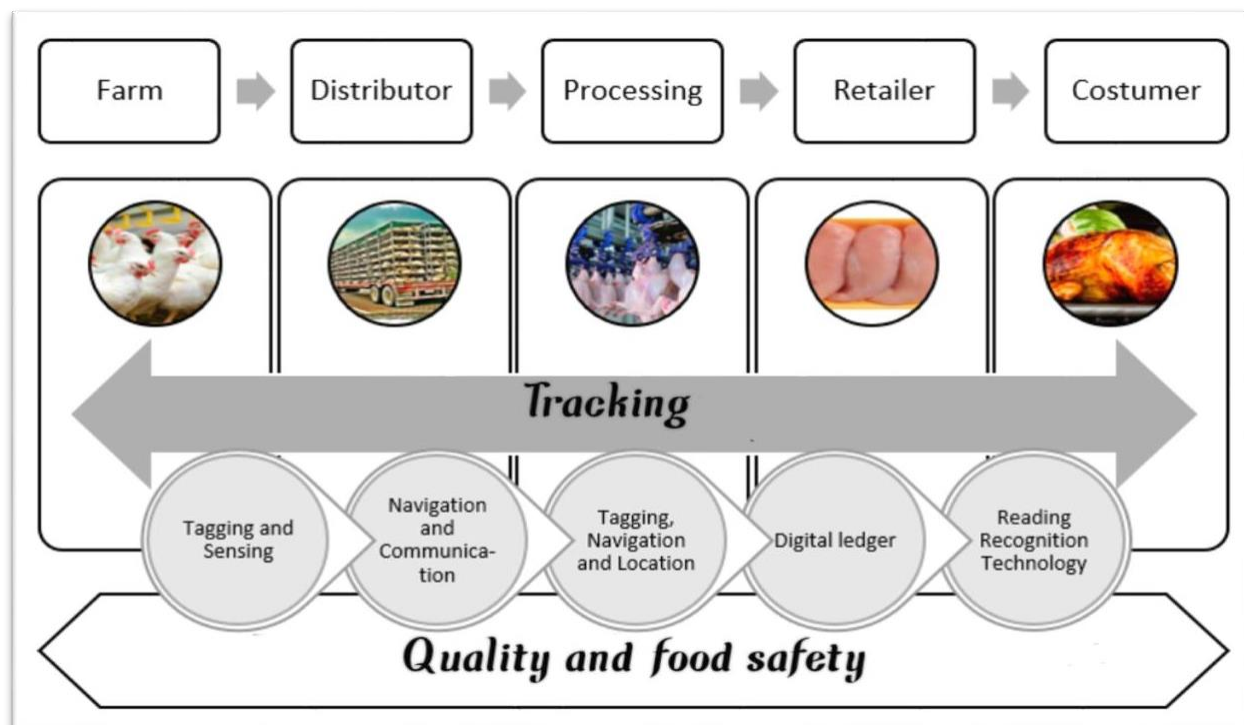 Farm
Distributor
Processing
Retailer
Costumer
Tracking
Tagging and
Sensing
Navigation
and
Communica-
tion
Tagging,
Navigation
and Location
Digital ledger
Reading
Recognition
Technology
Quality and food safety